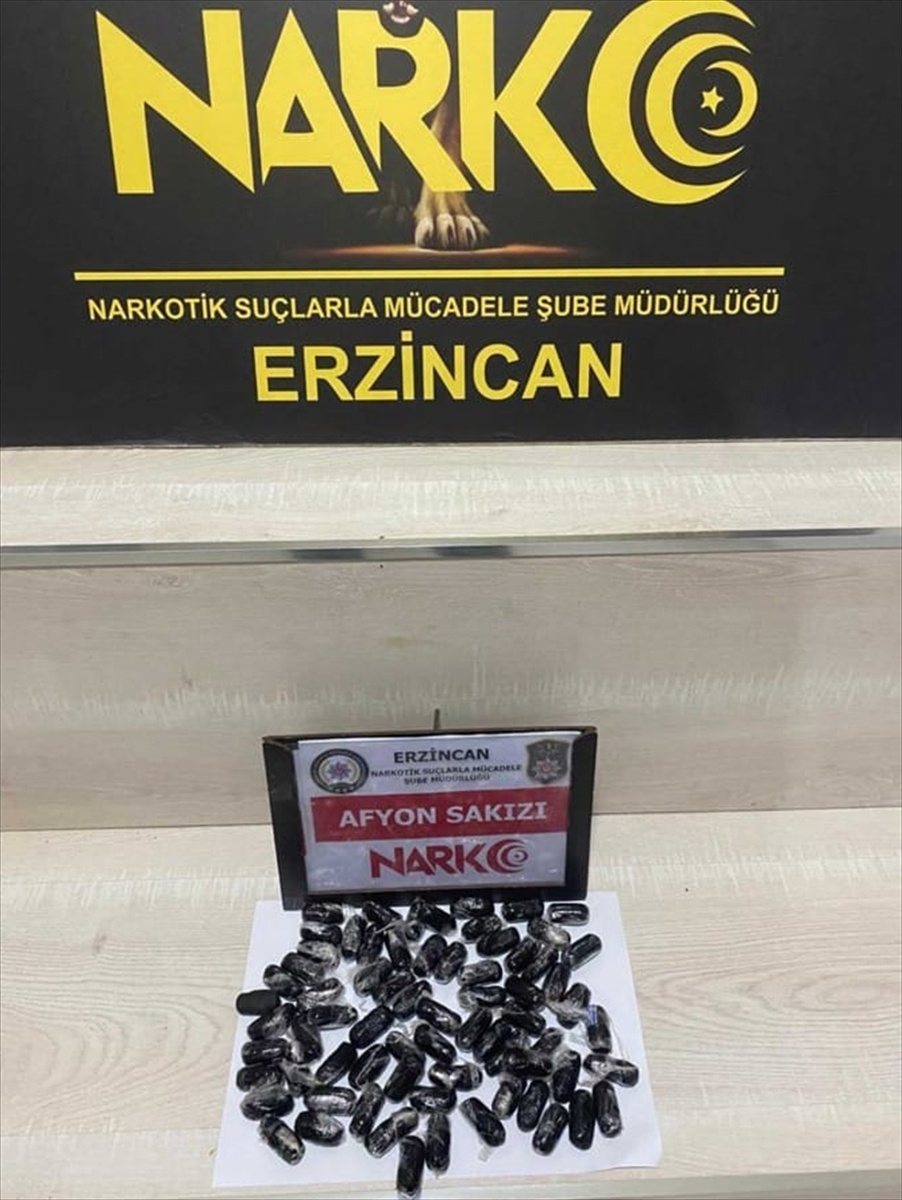 NARKO
NARKOTİK SUÇLARLA MÜCADELE ŞUBE MÜDÜRLÜĞÜ
ERZİNCAN
ERZİNCAN
NARKOTİK SUÇLARLA MÜCADELE
ŞUBE MÜDÜRLÜĞÜ
AFYON SAKIZI
NARKO